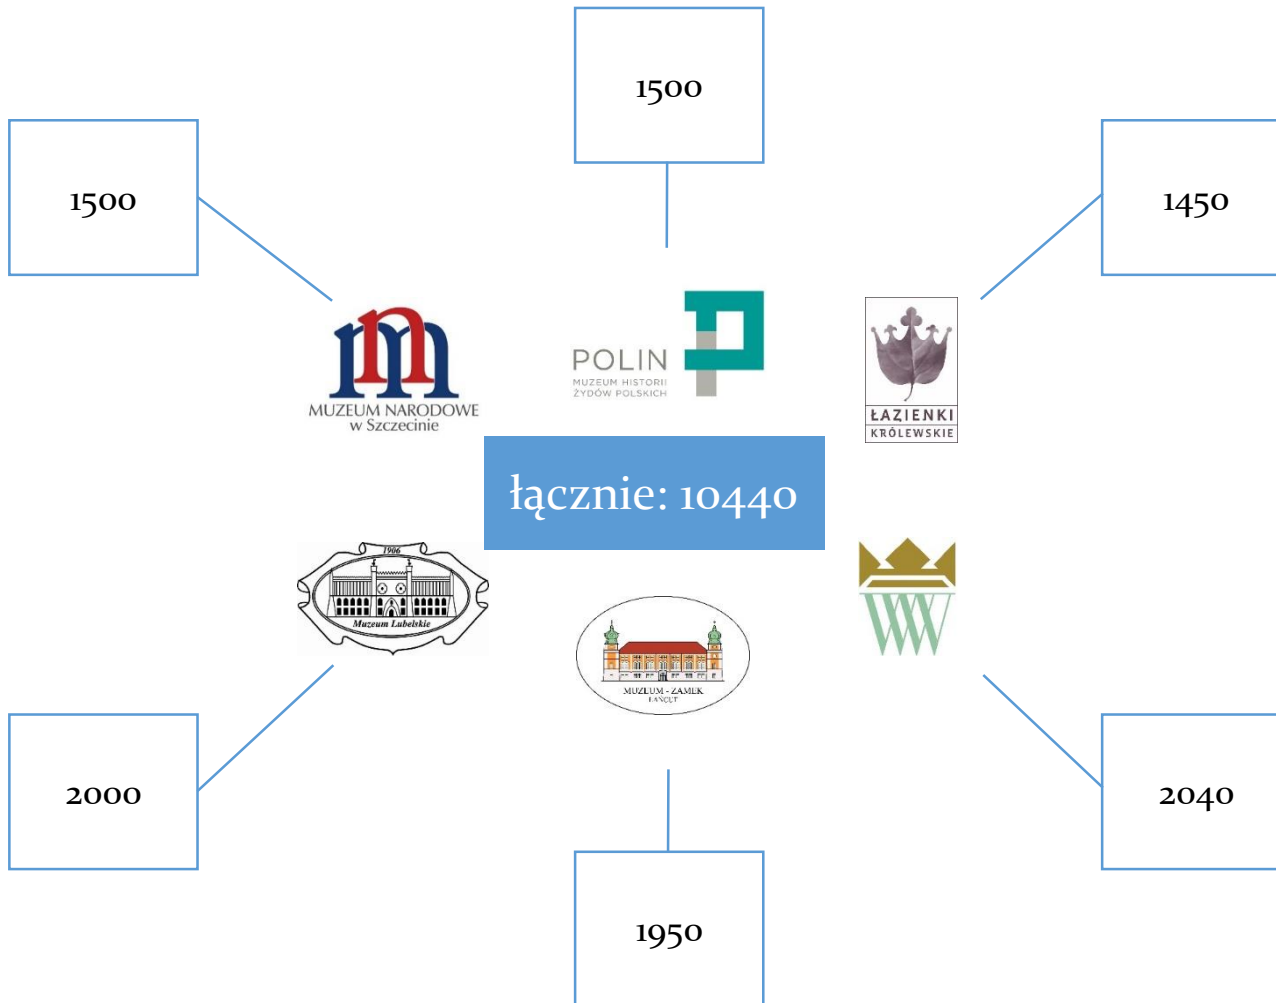 1500
1500
1450
MUZEUM NARODOWE
w Szczecinie
POLIN
MUZEUM HISTORII
ŻYDÓW POLSKICH
ŁAZIENKI
KRÓLEWSKIE
łącznie: 10440
1906
Muzeum Lubelskie
MUZEUM - ZAMEK
ŁAŃCUT
2000
2040
1950